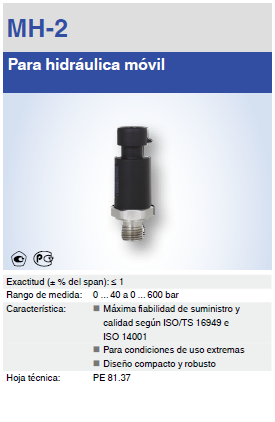 MH-2
Para hidráulica móvil
Exactitud (± % del span): ≤ 1
Rango de medida: 0 ... 40 a 0 ... 600 bar
Característica: ■ Máxima fiabilidad de suministro y
calidad según ISO/TS 16949 e
ISO 14001
■ Para condiciones de uso extremas
■ Diseño compacto y robusto
Hoja técnica: PE 81.37